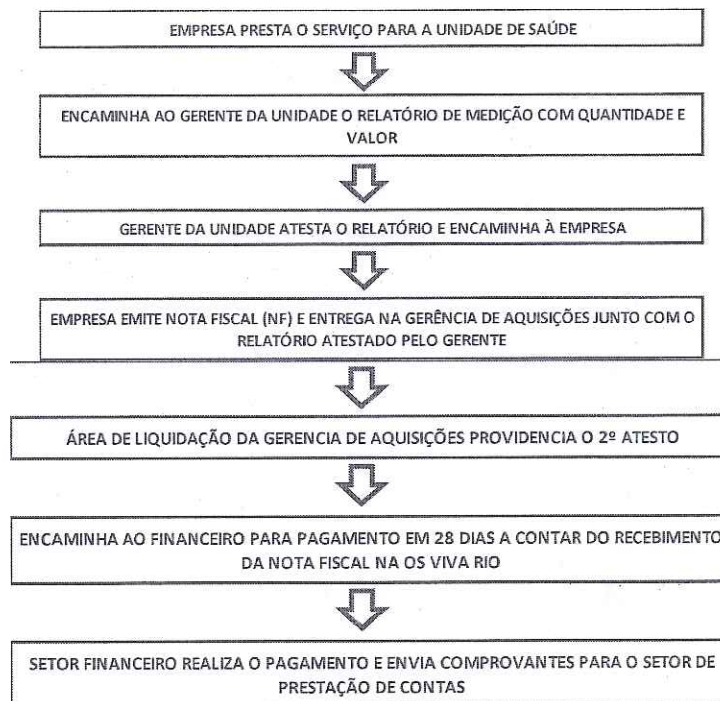 EMPRESA PRESTA O SERVIÇO PARA A UNIDADE DE SAÚDE
ENCAMINHA AO GERENTE DA UNIDADE O RELATÓRIO DE MEDIÇÃO COM QUANTIDADE E
VALOR
GERENTE DA UNIDADE ATESTA O RELATÓRIO E ENCAMINHA À EMPRESA
EMPRESA EMITE NOTA FISCAL (NF) E ENTREGA NA GERÊNCIA DE AQUISIÇÕES JUNTO COM O
RELATÓRIO ATESTADO PELO GERENTE
ÁREA DE LIQUIDAÇÃO DA GERENCIA DE AQUISIÇÕES PROVIDENCIA O 2º ATESTO
ENCAMINHA AO FINANCEIRO PARA PAGAMENTO EM 28 DIAS A CONTAR DO RECEBIMENTO
DA NOTA FISCAL NA OS VIVA RIO
SETOR FINANCEIRO REALIZA O PAGAMENTO E ENVIA COMPROVANTES PARA O SETOR DE
PRESTAÇÃO DE CONTAS